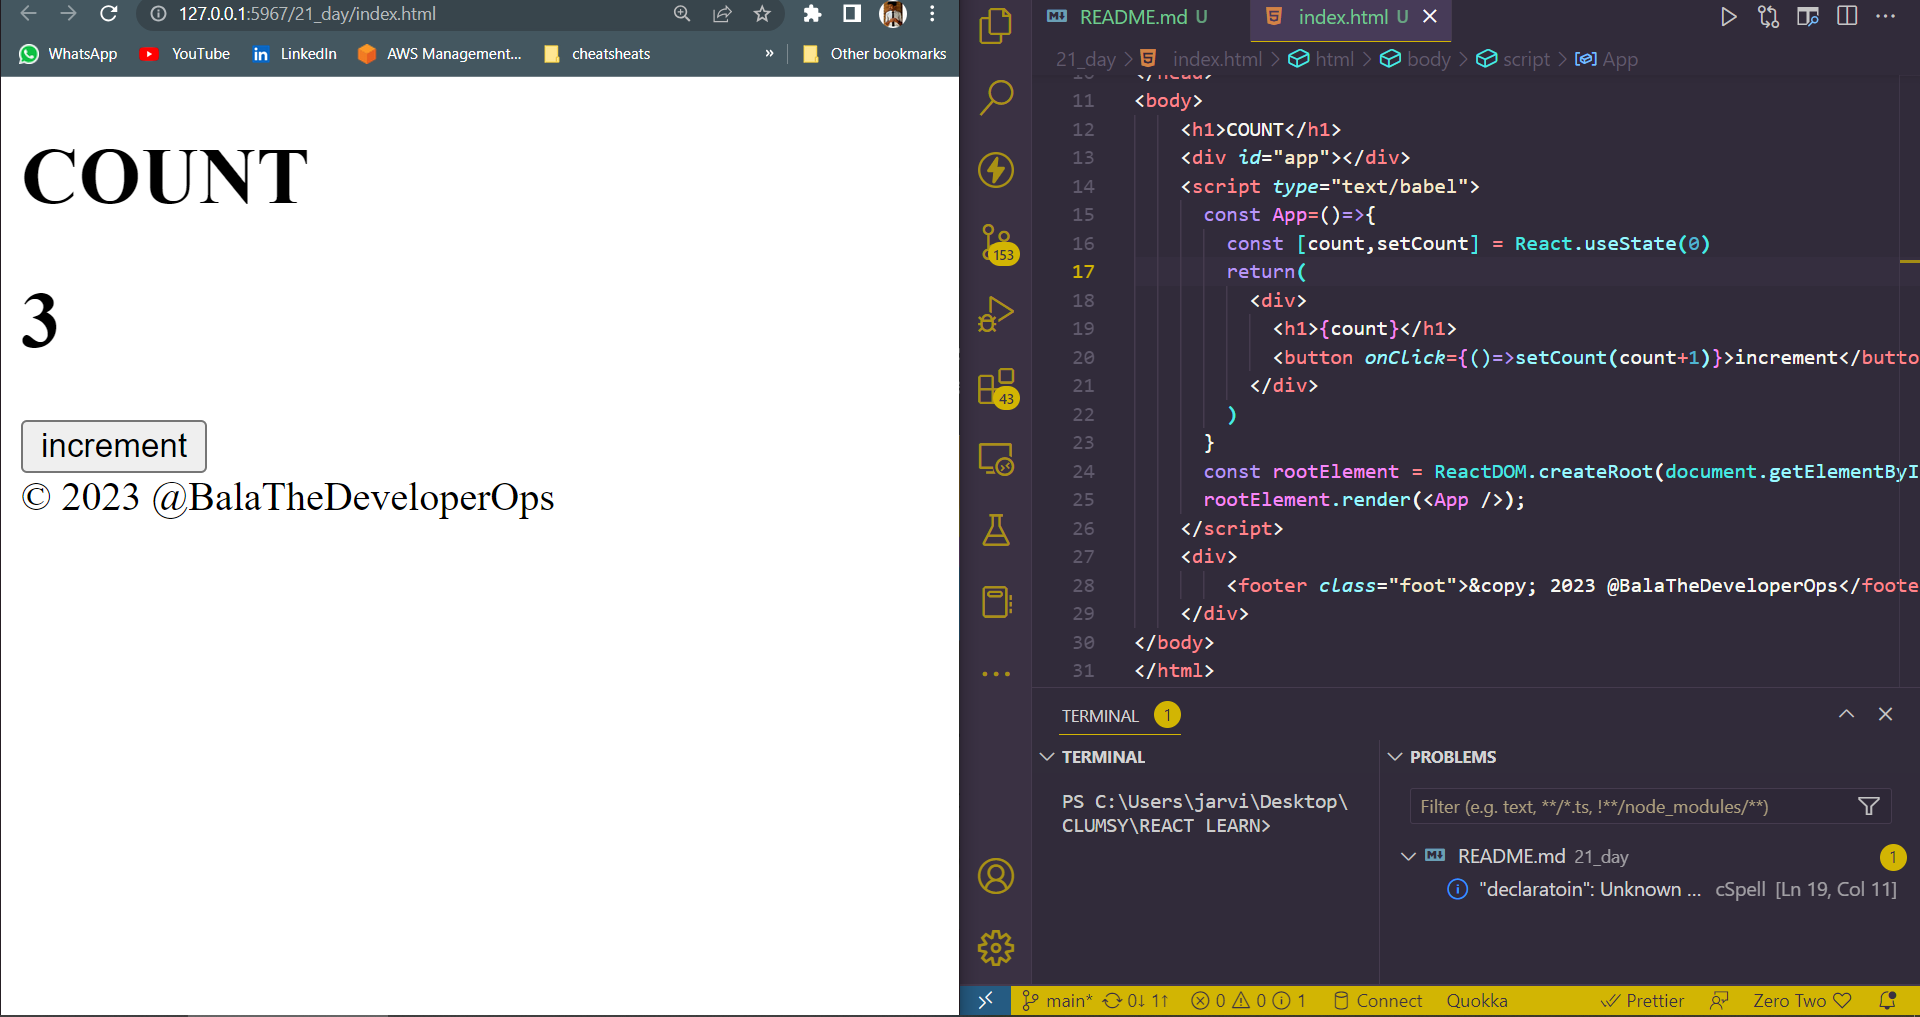 127.0.0.1:5967/21_day/index.html
WhatsApp YouTube LinkedIn AWS Management... cheatsheats » Other bookmarks
COUNT
3
increment
© 2023 @BalaTheDeveloperOps
README.md U index.html U
21_day > index.html > html > body > script > App
11 <body>
12 <h1>COUNT</h1>
13 <div id="app"></div>
14 <script type="text/babel">
15 const App=()=>{
16 const [count,setCount] = React.useState(0)
17 return(
18 <div>
19 <h1>{count}</h1>
20 <button onClick={()=>setCount(count+1)}>increment</butto
21 </div>
22 )
23 }
24 const rootElement = ReactDOM.createRoot(document.getElementByI
25 rootElement.render(<App />);
26 </script>
27 <div>
28 <footer class="foot">&copy; 2023 @BalaTheDeveloperOps</foote
29 </div>
30 </body>
31 </html>
153
43
TERMINAL 1
TERMINAL
PS C:\Users\jarvi\Desktop\
CLUMSY\REACT LEARN>
PROBLEMS
Filter (e.g. text, **/*.ts, !**/node_modules/**)
README.md 21_day 1
"declaratoin": Unknown ... cSpell [Ln 19, Col 11]
main* 0↓ 1↑ 0 0 1 Connect Quokka Prettier Zero Two